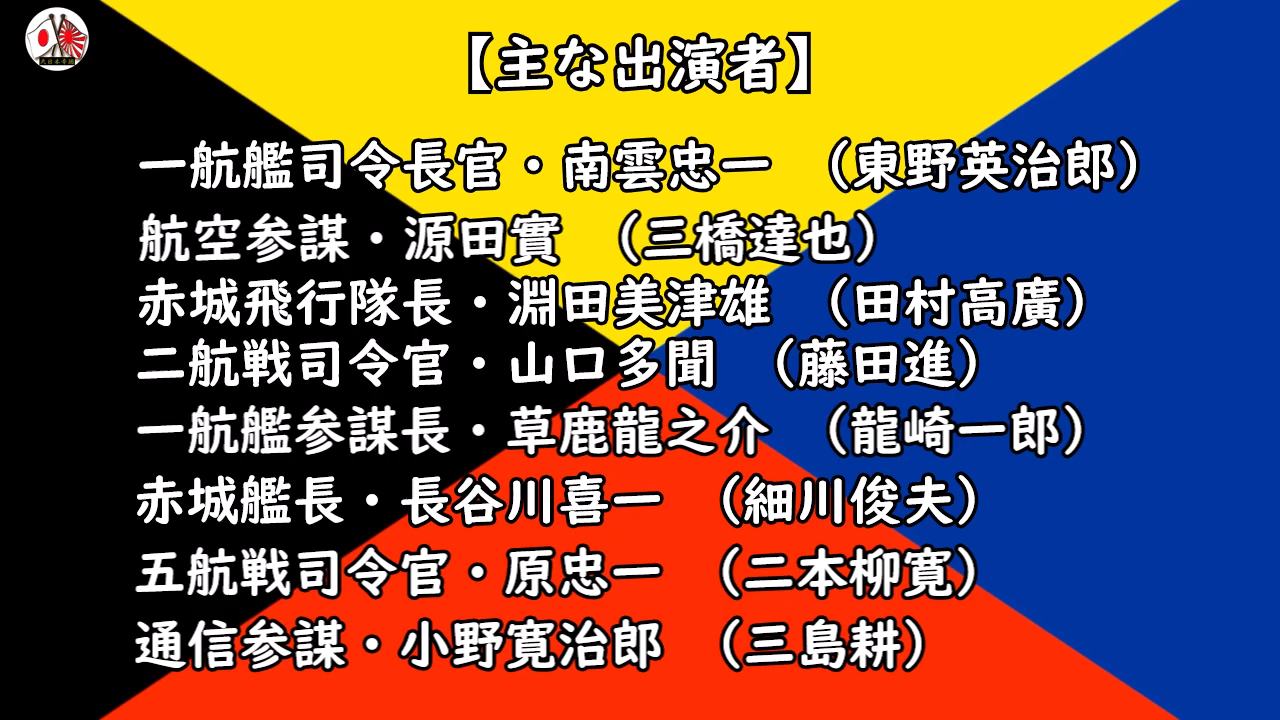 【主な出演者】
一航艦司令長官・南雲忠一 （東野英治郎）
航空参謀・源田實 （三橋達也）
赤城飛行隊長・淵田美津雄 （田村高廣）
二航戦司令官・山口多聞 （藤田進）
一航艦参謀長・草鹿龍之介 （龍崎一郎）
赤城艦長・長谷川喜一 （細川俊夫）
五航戦司令官・原忠一 （二本柳寛）
通信参謀・小野寛治郎 （三島耕）
大日本帝国